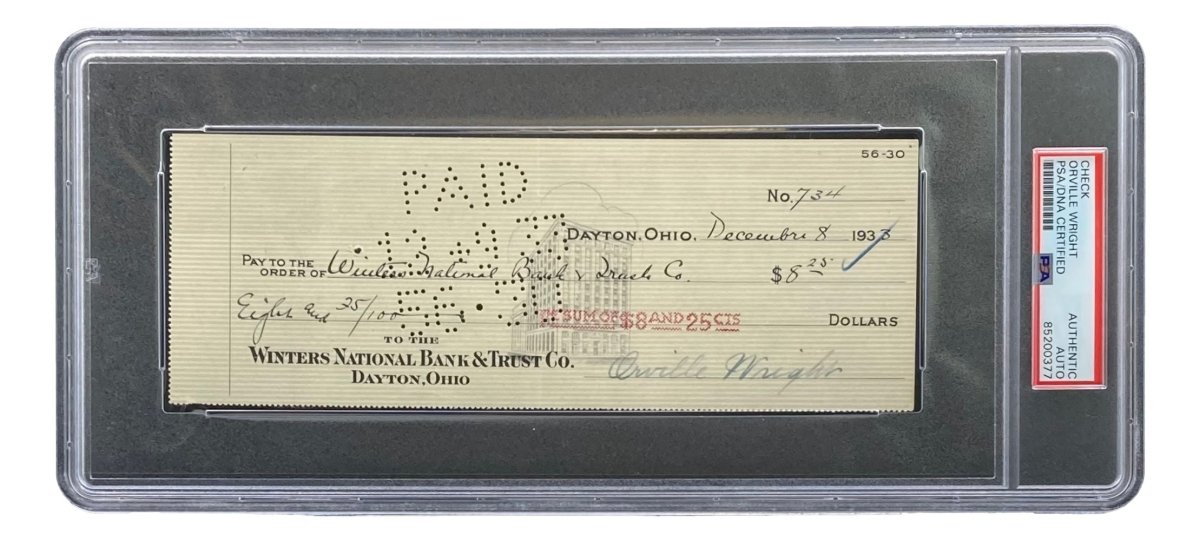 56-30
PAID
No. 734
DAYTON, OHIO, December 8 1933
PAY TO THE ORDER OF Winters National Bank & Trust Co. $8 25
Eight and 25/100 DOLLARS
SUM OF $8 AND 25 CTS
TO THE
WINTERS NATIONAL BANK & TRUST CO.
DAYTON, OHIO
Orville Wright
CHECK
ORVILLE WRIGHT
PSA/DNA CERTIFIED
PSA
AUTHENTIC
AUTO
85200377